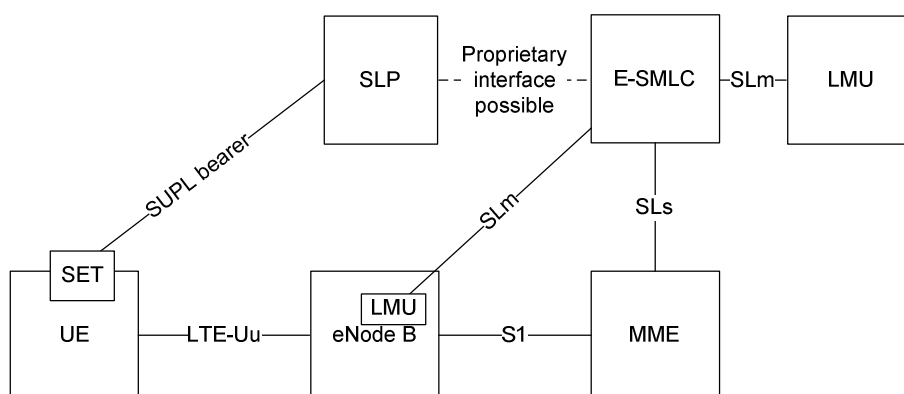 SLP
Proprietary
interface
possible
E-SMLC
SLm
LMU
SUPL bearer
SLm
SLs
SET
UE
LTE-Uu
LMU
eNode B
S1
MME